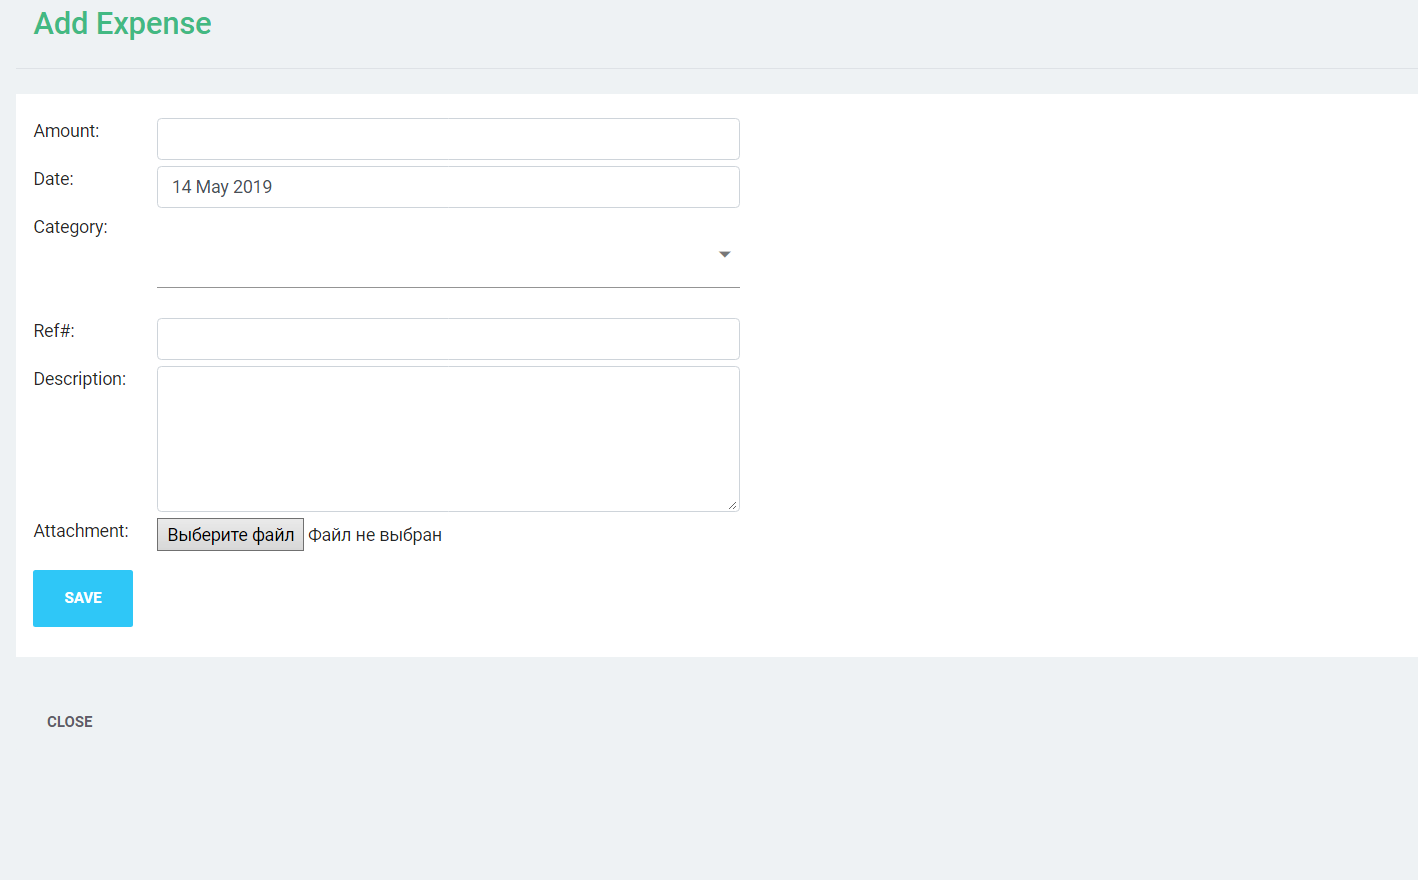 Add Expense
Amount:
Date: 14 May 2019
Category:
Ref#:
Description:
Attachment: Выберите файл Файл не выбран
SAVE
CLOSE